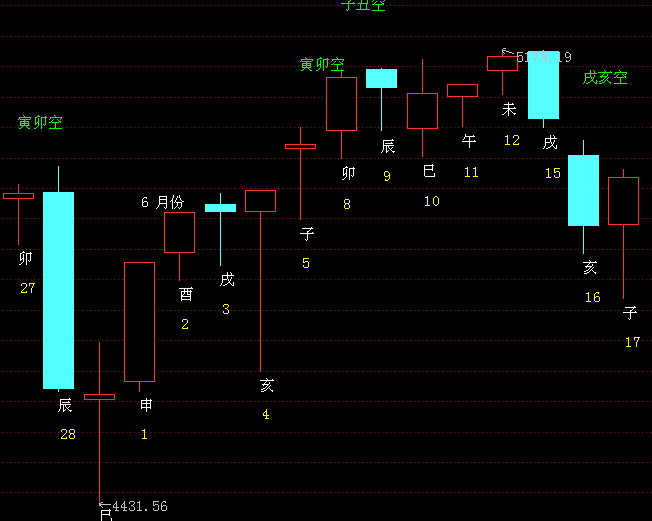 子丑空
寅卯空
5178.19
戌亥空
未
寅卯空
辰
午
12
戌
卯
9
巳
11
15
8
10
6 月份
子
卯
5
亥
27
戌
16
酉
3
子
2
17
亥
辰
申
4
28
1
4431.56
巳